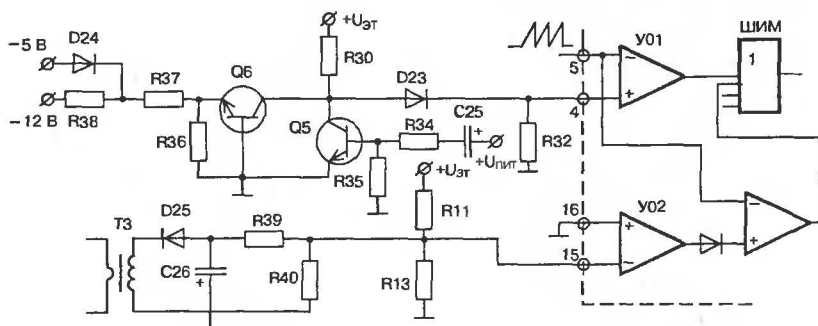 +Uэт
У01
ШИМ
−5 В
D24
R30
5
−
1
Q6
D23
R37
C25
4
+
−12 В
R38
Q5
R34
+
R36
R32
R35
+Uпит
+Uэт
T3
D25
R39
R11
16
У02
−
+
+
C26
+
R40
R13
15
−